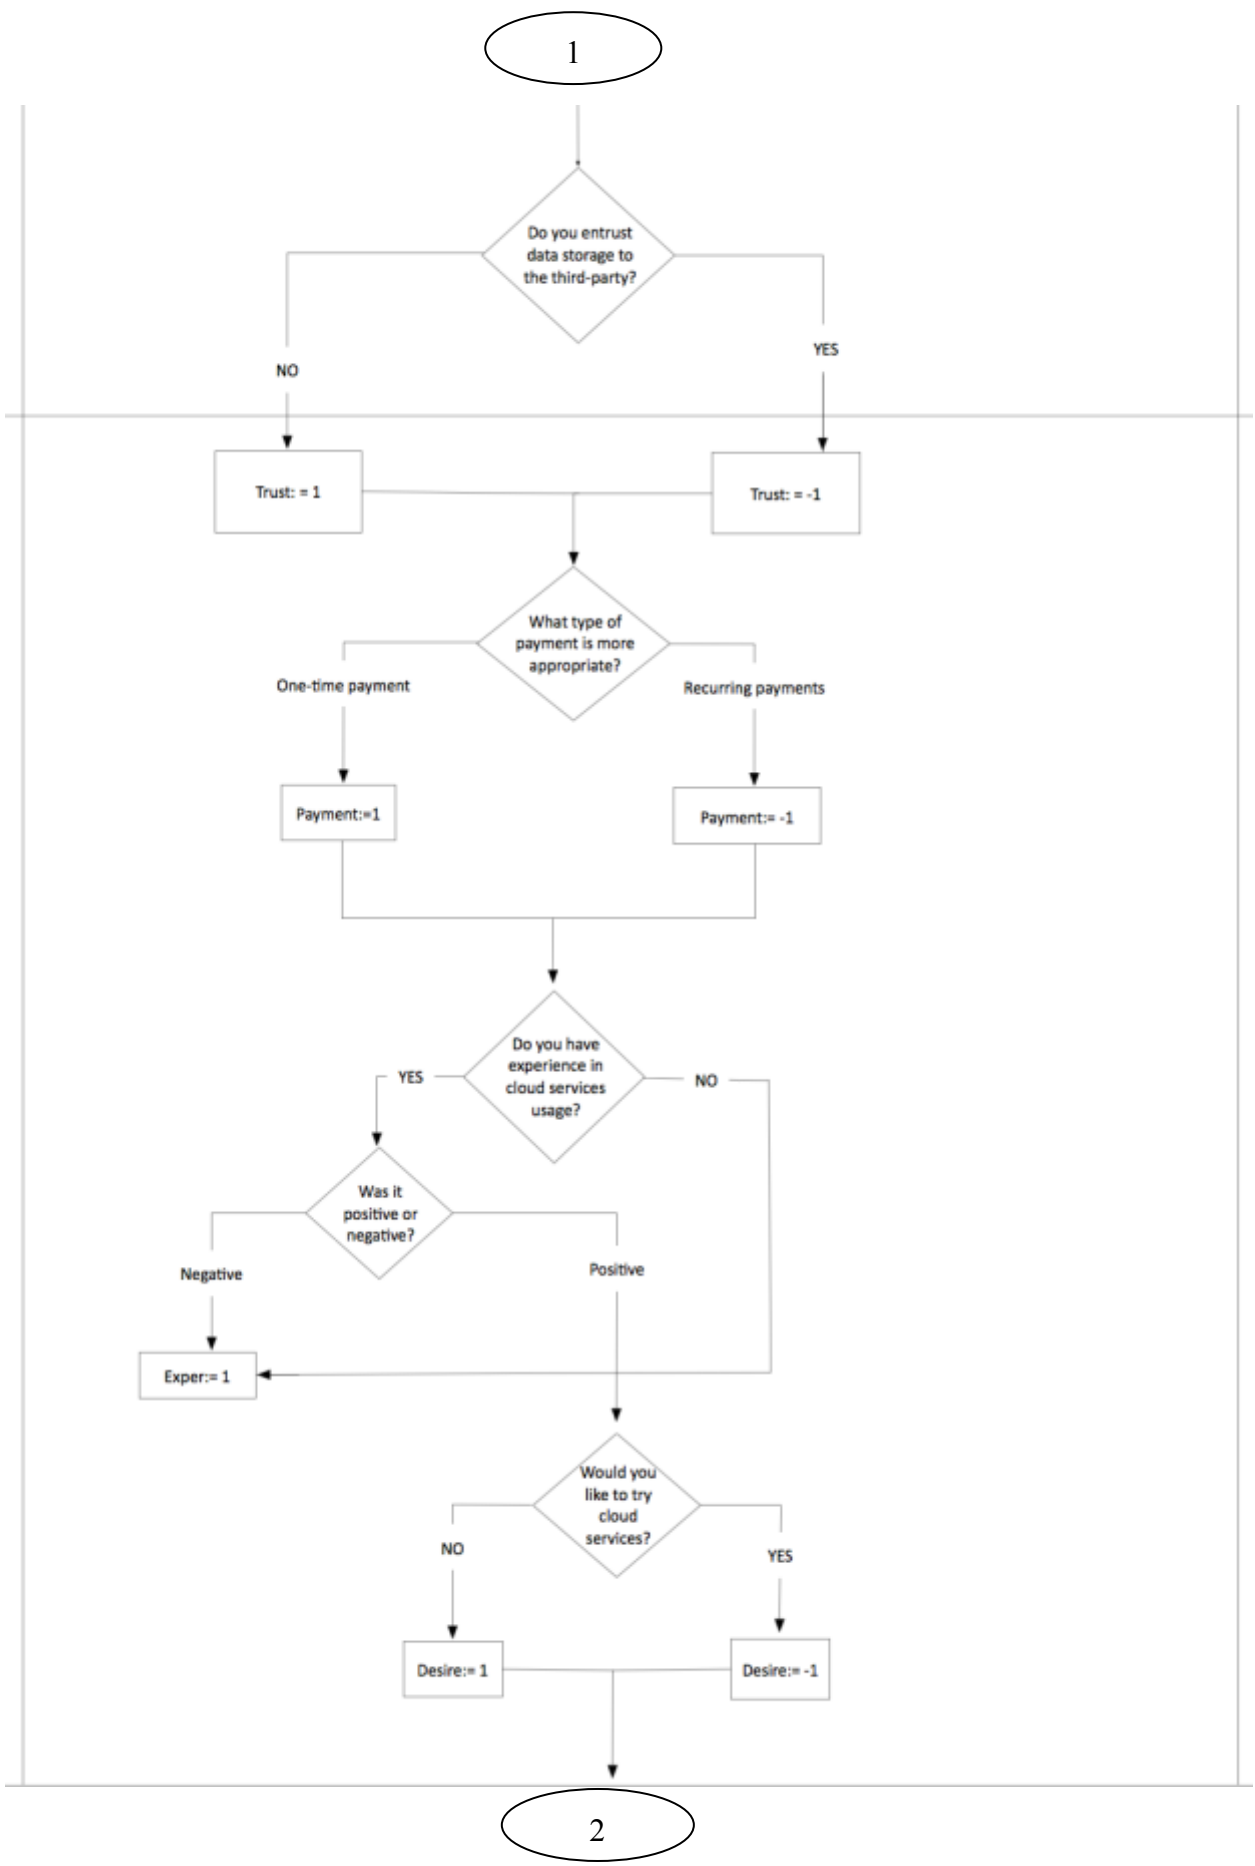 1
Do you entrust
data storage to
the third-party?
NO
YES
Trust: = 1
Trust: = -1
What type of
payment is more
appropriate?
One-time payment
Recurring payments
Payment:=1
Payment:= -1
Do you have
experience in
cloud services
usage?
YES
NO
Was it
positive or
negative?
Negative
Positive
Exper:= 1
Would you
like to try
cloud
services?
NO
YES
Desire:= 1
Desire:= -1
2